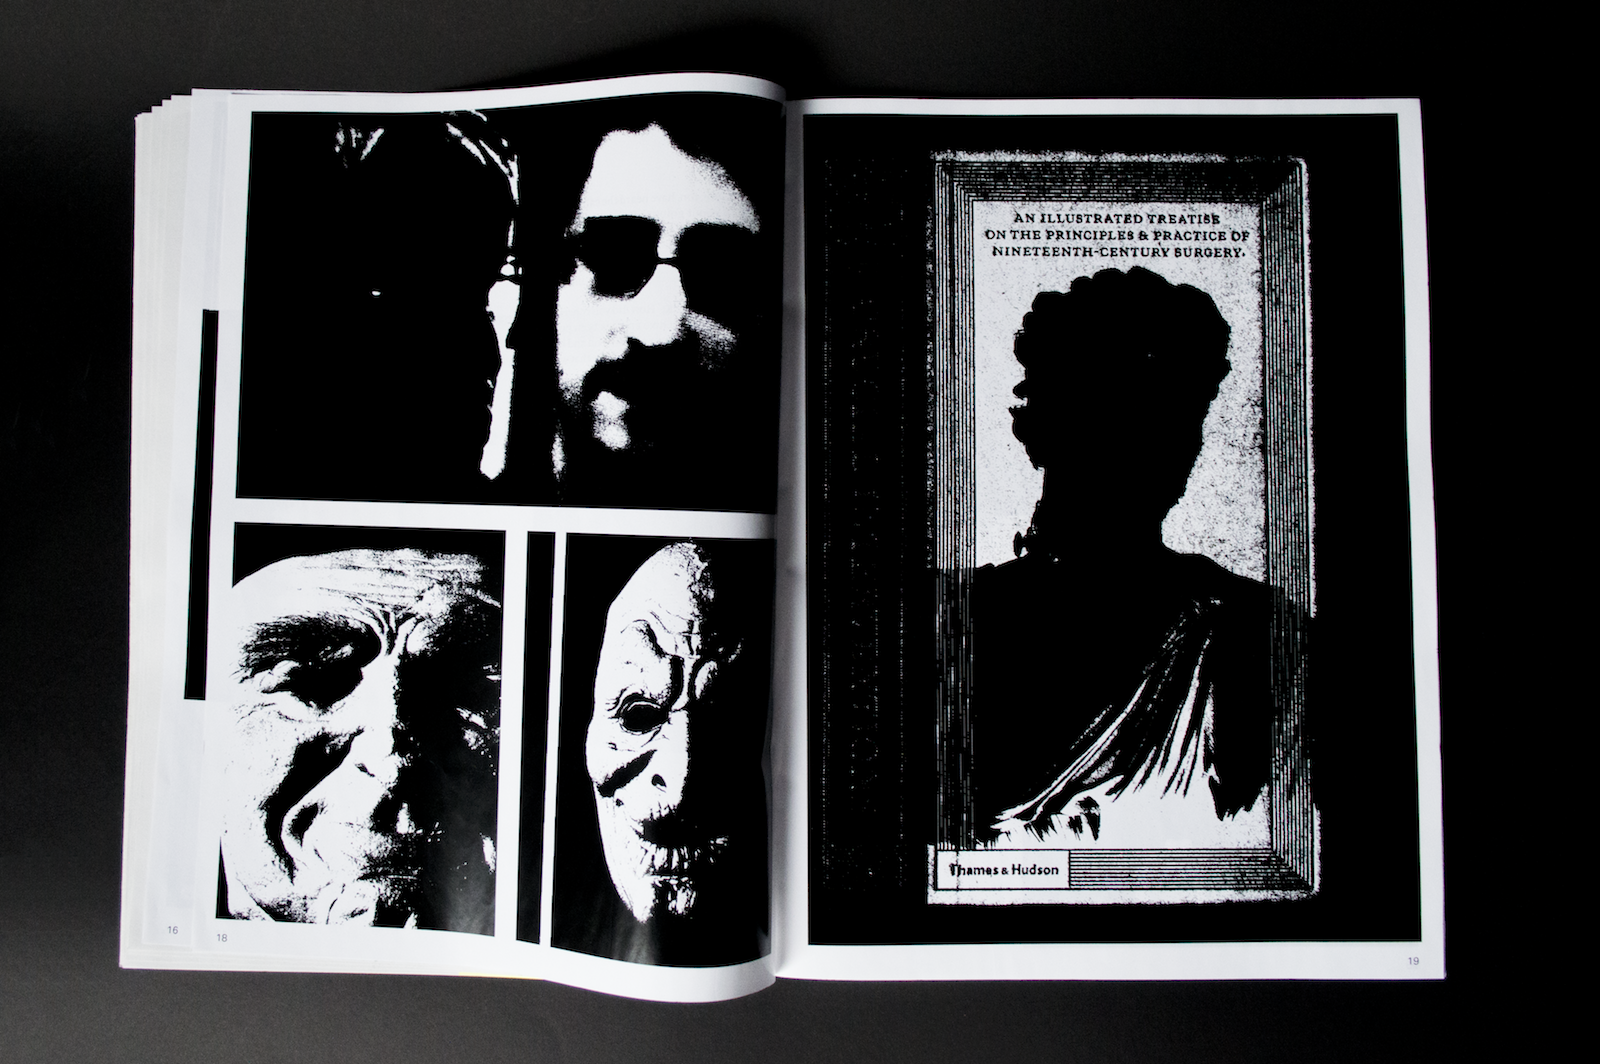 AN ILLUSTRATED TREATISE
ON THE PRINCIPLES & PRACTICE OF
NINETEENTH-CENTURY SURGERY.
Thames & Hudson
16
18
19